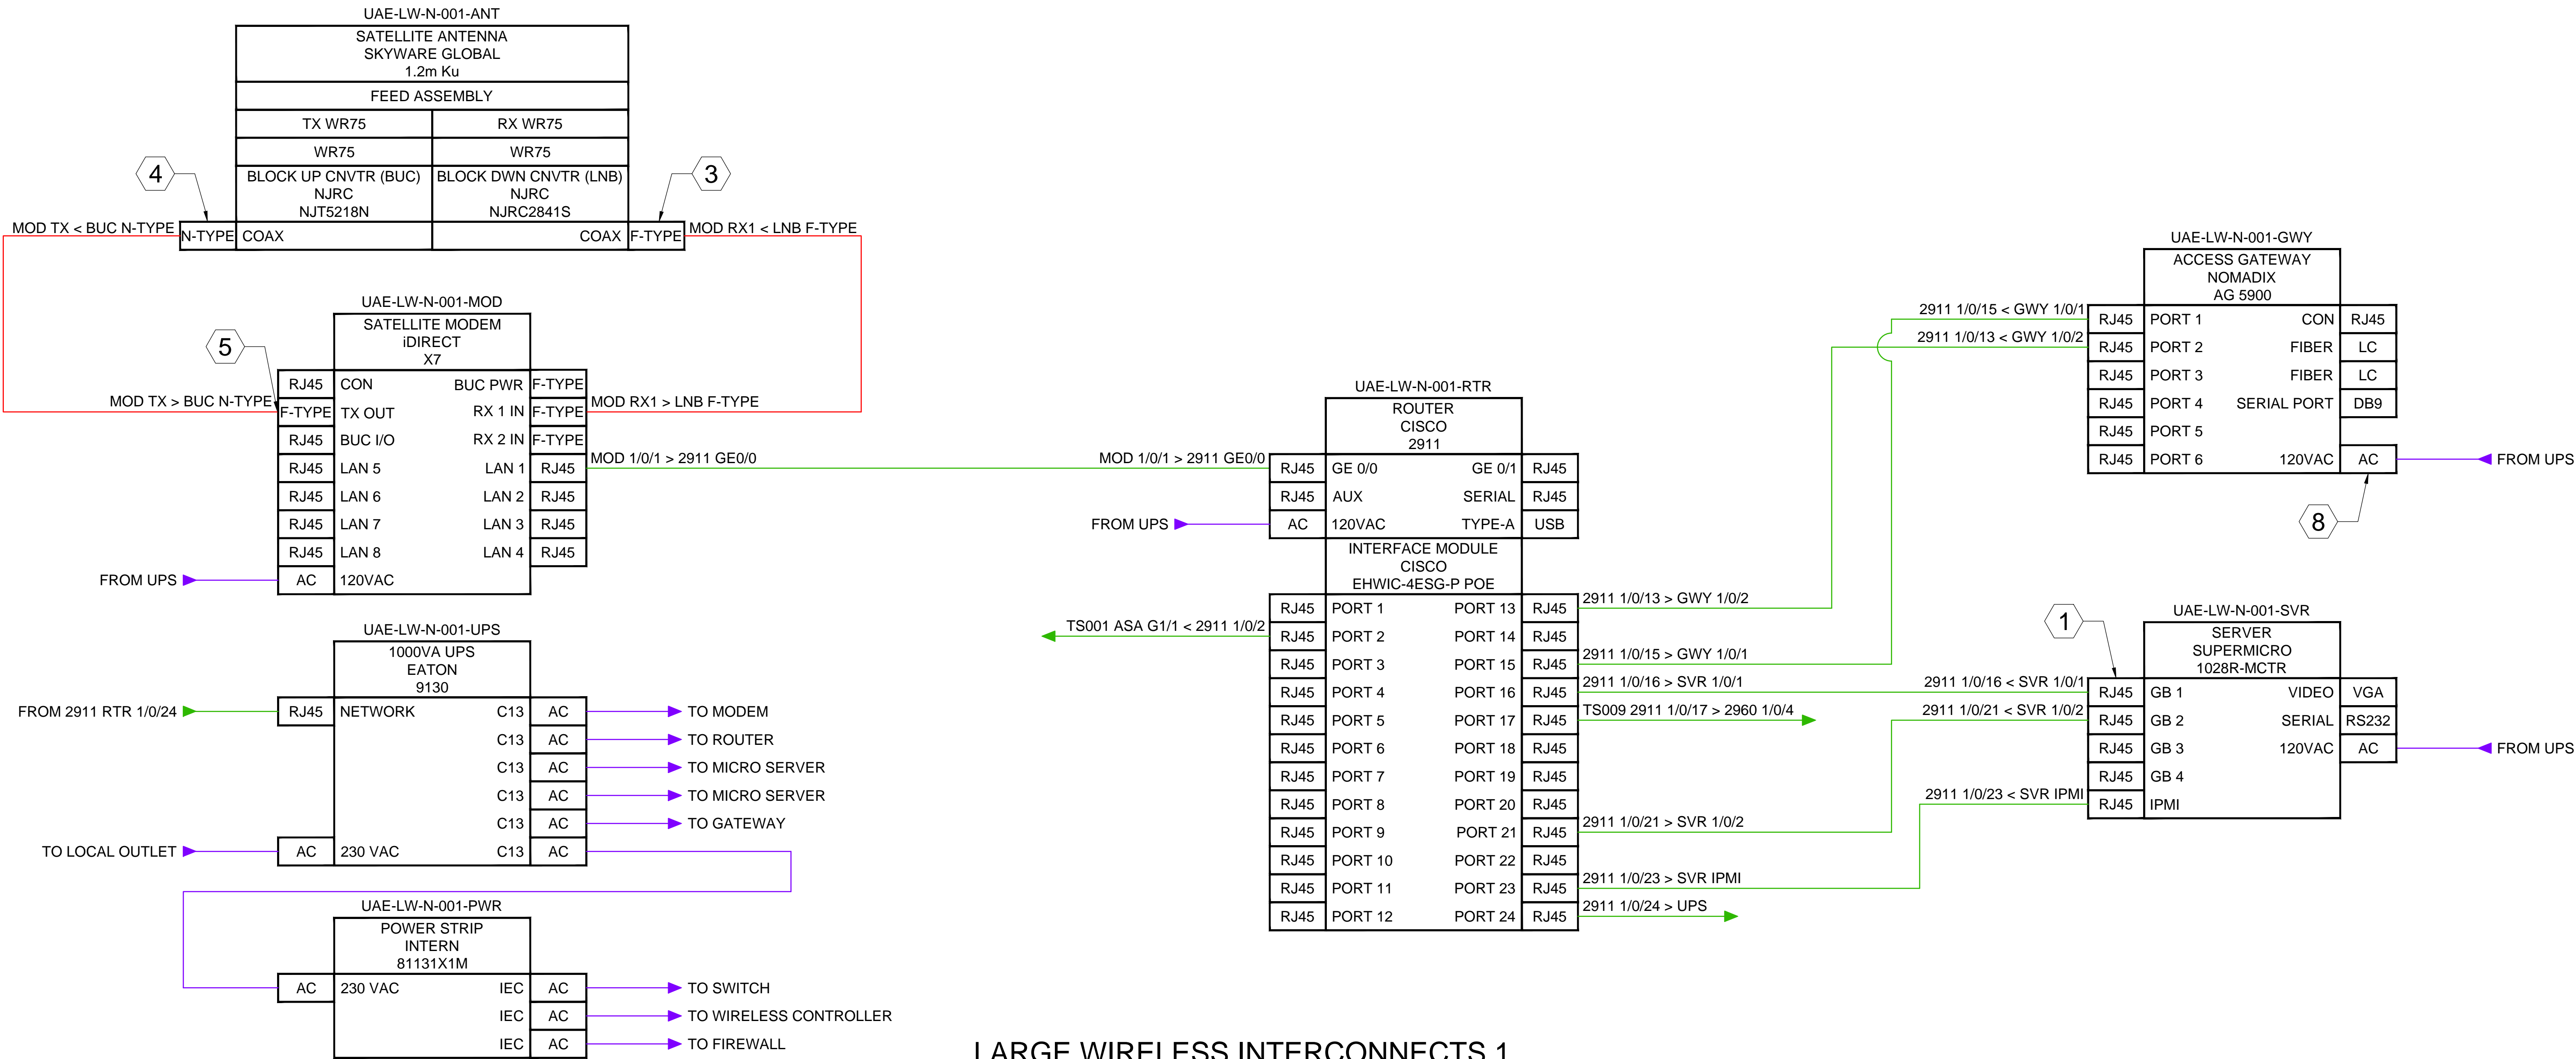 UAE-LW-N-001-ANT
SATELLITE ANTENNA
SKYWARE GLOBAL
1.2m Ku
FEED ASSEMBLY
TX WR75
RX WR75
WR75
WR75
BLOCK UP CNVTR (BUC)
NJRC
NJT5218N
BLOCK DWN CNVTR (LNB)
NJRC
NJRC2841S
4
3
MOD TX < BUC N-TYPE
N-TYPE COAX
COAX F-TYPE
MOD RX1 < LNB F-TYPE
UAE-LW-N-001-MOD
SATELLITE MODEM
iDIRECT
X7
5
RJ45 CON BUC PWR F-TYPE
MOD TX > BUC N-TYPE
F-TYPE TX OUT RX 1 IN F-TYPE
MOD RX1 > LNB F-TYPE
RJ45 BUC I/O RX 2 IN F-TYPE
RJ45 LAN 5 LAN 1 RJ45
MOD 1/0/1 > 2911 GE0/0
RJ45 LAN 6 LAN 2 RJ45
RJ45 LAN 7 LAN 3 RJ45
RJ45 LAN 8 LAN 4 RJ45
FROM UPS
AC 120VAC
UAE-LW-N-001-UPS
1000VA UPS
EATON
9130
FROM 2911 RTR 1/0/24
RJ45 NETWORK C13 AC TO MODEM
C13 AC TO ROUTER
C13 AC TO MICRO SERVER
C13 AC TO MICRO SERVER
C13 AC TO GATEWAY
TO LOCAL OUTLET
AC 230 VAC C13 AC
UAE-LW-N-001-PWR
POWER STRIP
INTERN
81131X1M
AC 230 VAC IEC AC TO SWITCH
IEC AC TO WIRELESS CONTROLLER
IEC AC TO FIREWALL
UAE-LW-N-001-RTR
ROUTER
CISCO
2911
MOD 1/0/1 > 2911 GE0/0
RJ45 GE 0/0 GE 0/1 RJ45
RJ45 AUX SERIAL RJ45
FROM UPS
AC 120VAC TYPE-A USB
INTERFACE MODULE
CISCO
EHWIC-4ESG-P POE
RJ45 PORT 1 PORT 13 RJ45
2911 1/0/13 > GWY 1/0/2
TS001 ASA G1/1 < 2911 1/0/2
RJ45 PORT 2 PORT 14 RJ45
RJ45 PORT 3 PORT 15 RJ45
2911 1/0/15 > GWY 1/0/1
RJ45 PORT 4 PORT 16 RJ45
2911 1/0/16 > SVR 1/0/1
RJ45 PORT 5 PORT 17 RJ45
TS009 2911 1/0/17 > 2960 1/0/4
RJ45 PORT 6 PORT 18 RJ45
RJ45 PORT 7 PORT 19 RJ45
RJ45 PORT 8 PORT 20 RJ45
RJ45 PORT 9 PORT 21 RJ45
2911 1/0/21 > SVR 1/0/2
RJ45 PORT 10 PORT 22 RJ45
RJ45 PORT 11 PORT 23 RJ45
2911 1/0/23 > SVR IPMI
RJ45 PORT 12 PORT 24 RJ45
2911 1/0/24 > UPS
UAE-LW-N-001-GWY
ACCESS GATEWAY
NOMADIX
AG 5900
2911 1/0/15 < GWY 1/0/1
RJ45 PORT 1 CON RJ45
2911 1/0/13 < GWY 1/0/2
RJ45 PORT 2 FIBER LC
RJ45 PORT 3 FIBER LC
RJ45 PORT 4 SERIAL PORT DB9
RJ45 PORT 5
RJ45 PORT 6 120VAC AC
FROM UPS
8
UAE-LW-N-001-SVR
1
SERVER
SUPERMICRO
1028R-MCTR
2911 1/0/16 < SVR 1/0/1
RJ45 GB 1 VIDEO VGA
2911 1/0/21 < SVR 1/0/2
RJ45 GB 2 SERIAL RS232
RJ45 GB 3 120VAC AC
FROM UPS
RJ45 GB 4
2911 1/0/23 < SVR IPMI
RJ45 IPMI
LARGE WIRELESS INTERCONNECTS 1